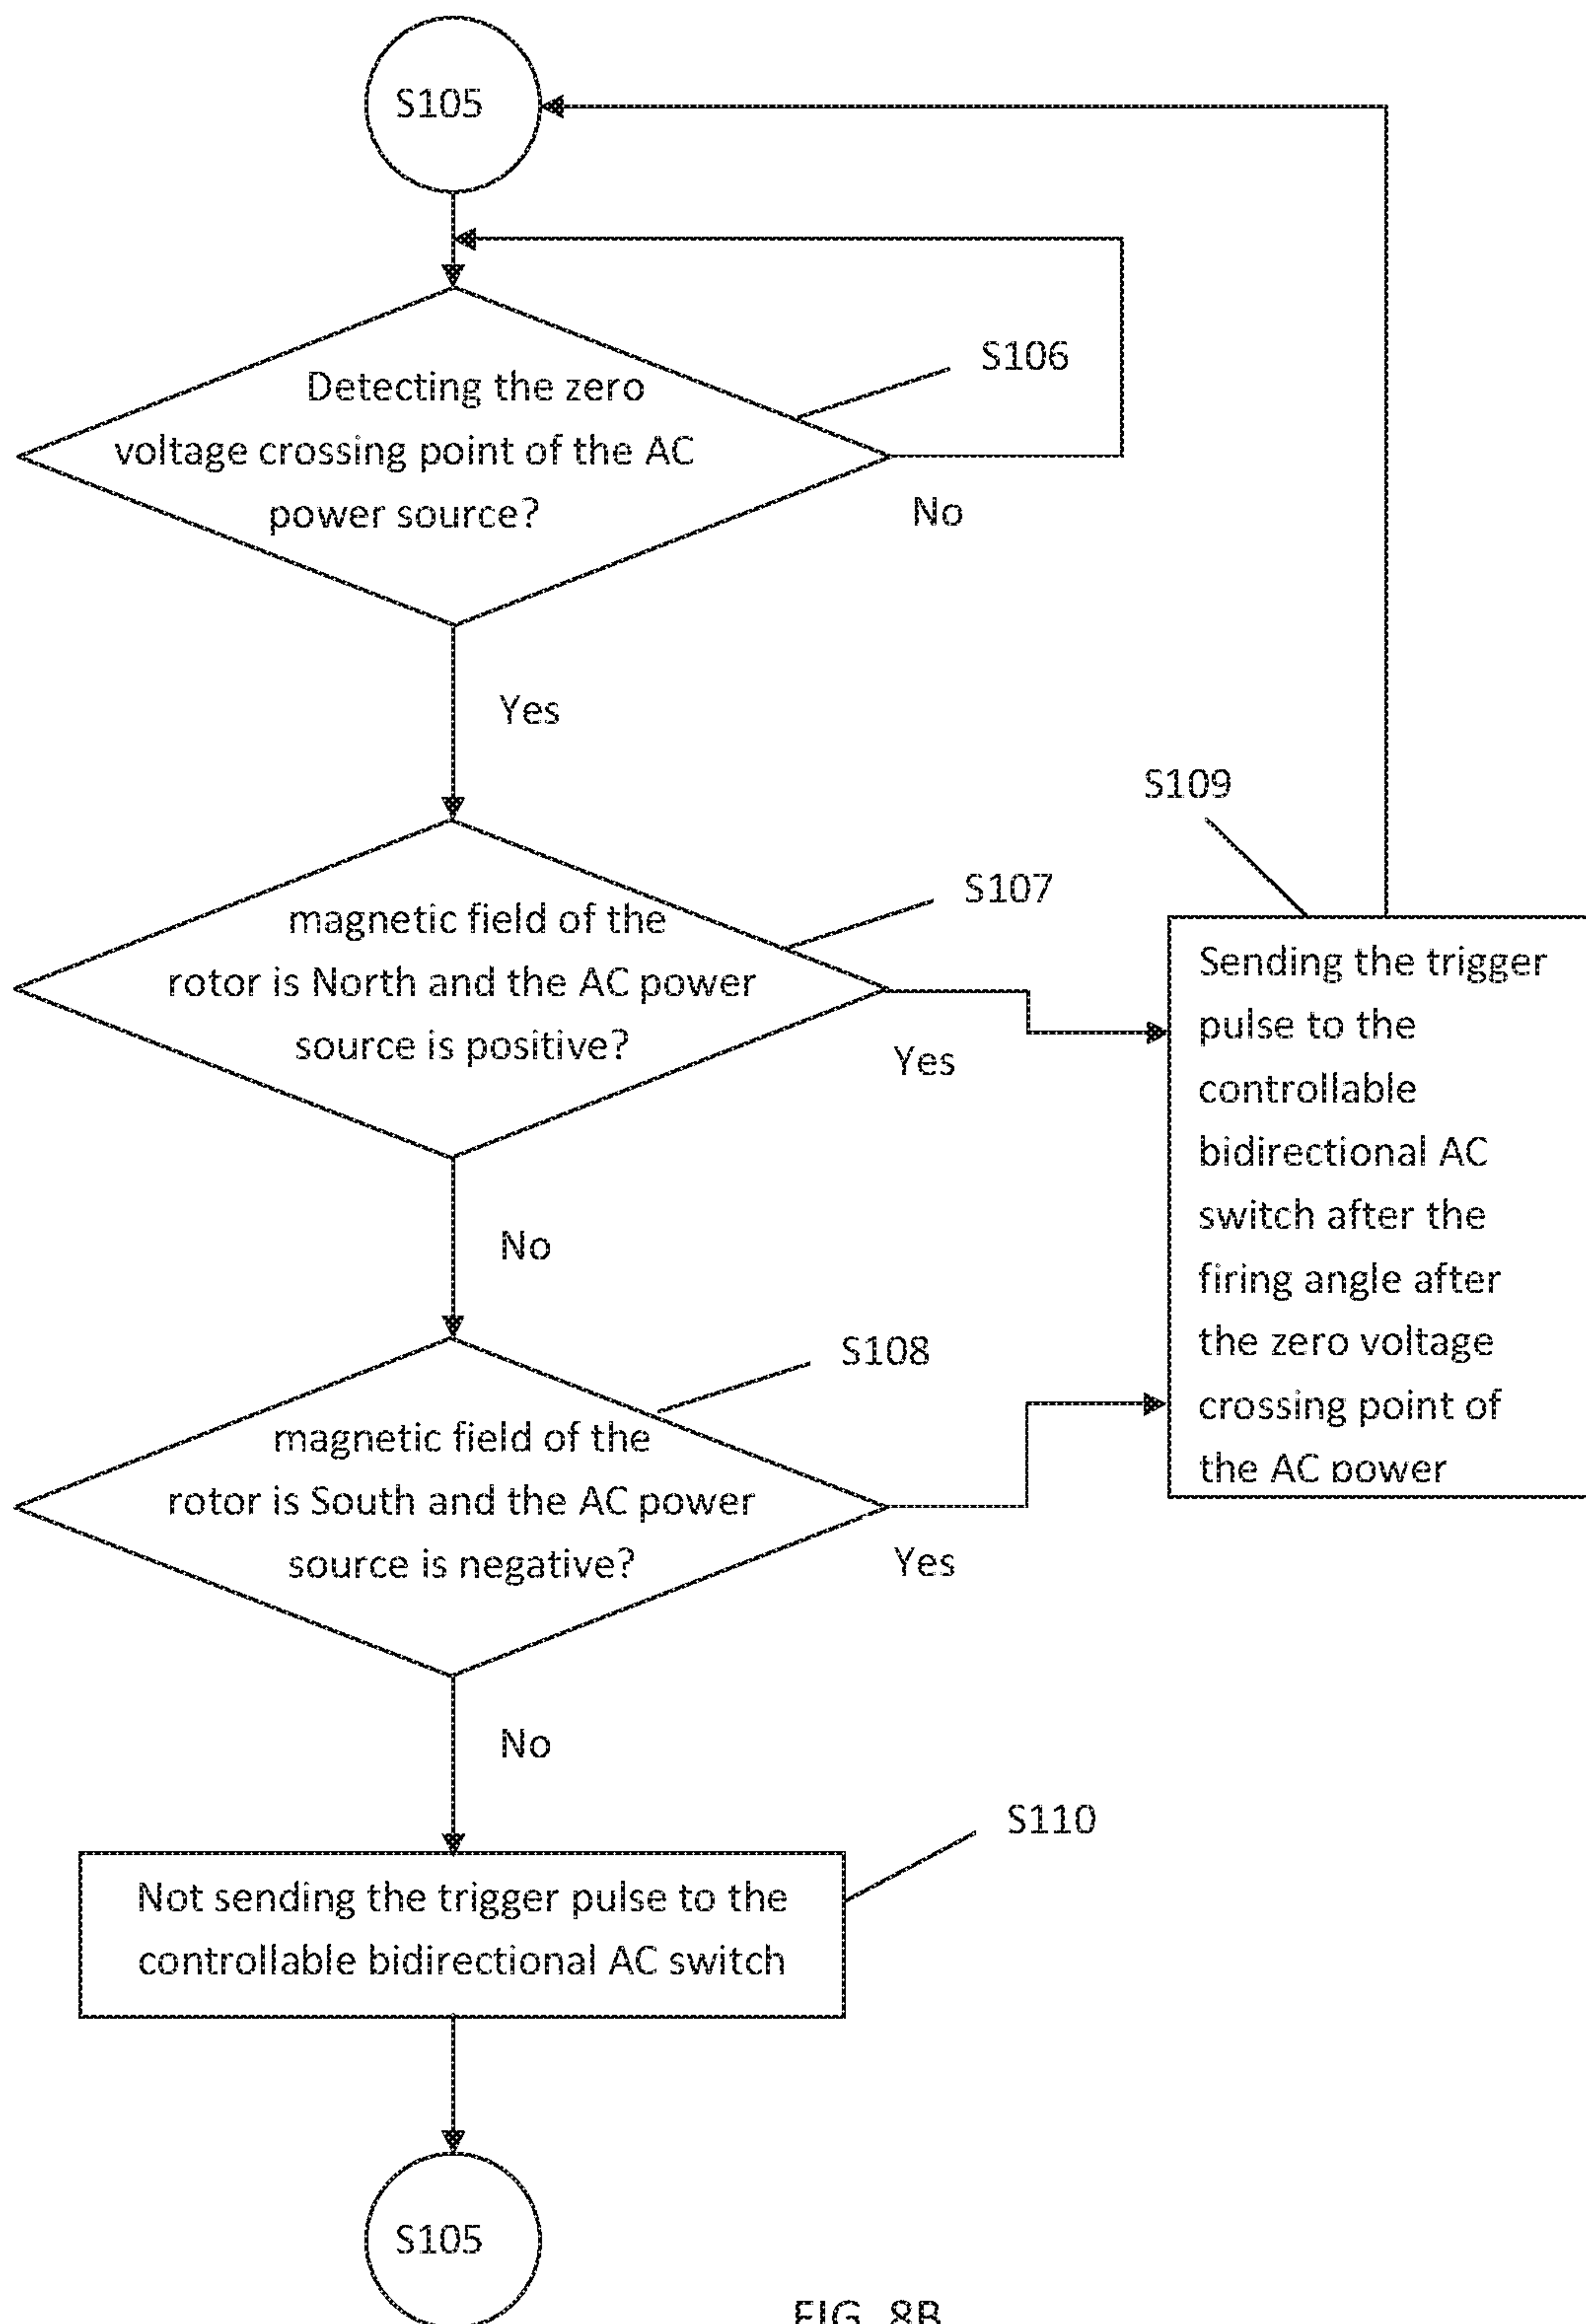 S105
S106
Detecting the zero
voltage crossing point of the AC
power source?
No
Yes
S107
magnetic field of the
rotor is North and the AC power
source is positive?
Yes
S109
Sending the trigger
pulse to the
controllable
bidirectional AC
switch after the
firing angle after
the zero voltage
crossing point of
the AC power
No
S108
magnetic field of the
rotor is South and the AC power
source is negative?
Yes
No
S110
Not sending the trigger pulse to the
controllable bidirectional AC switch
S105
FIG. 8B